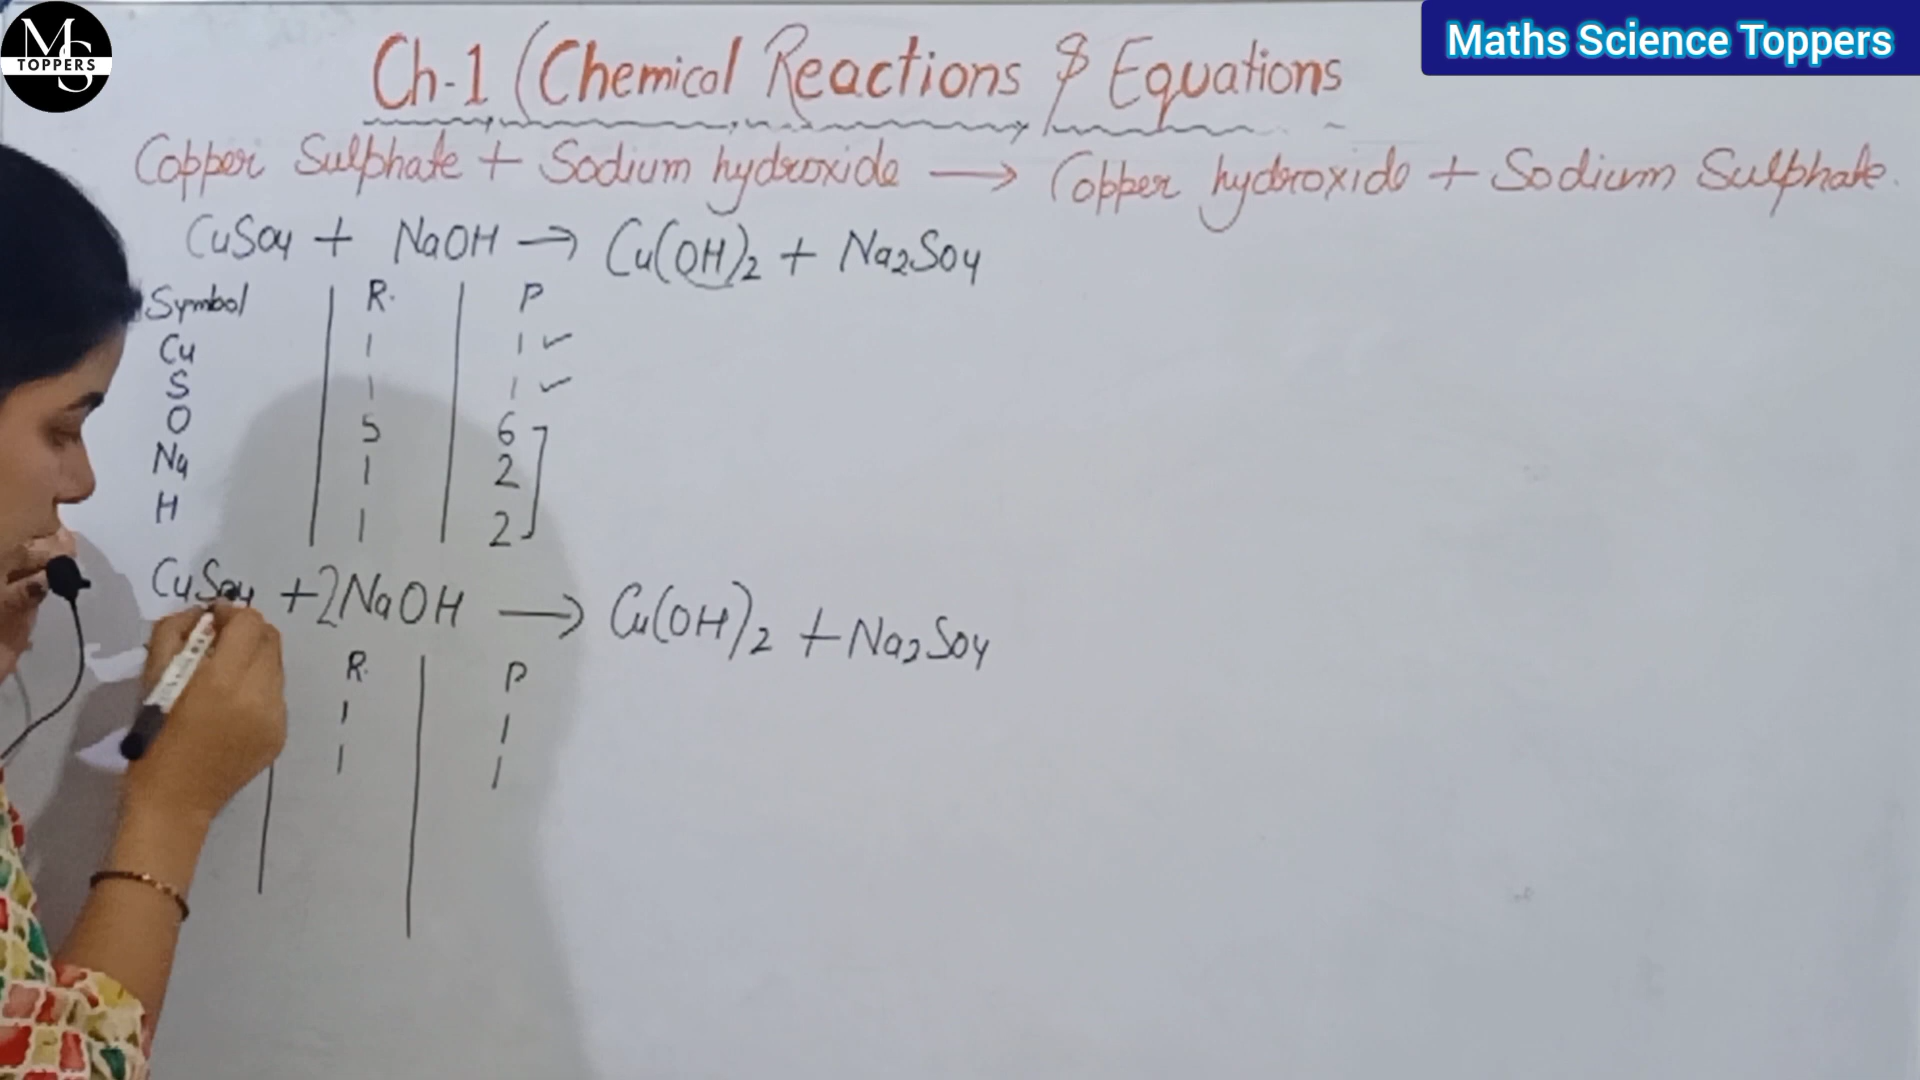 MS
TOPPERS
Maths Science Toppers
Ch-1 (Chemical Reactions & Equations
Copper Sulphate + Sodium hydroxide → Copper hydroxide + Sodium Sulphate.
CuSO4 + NaOH → Cu(OH)2 + Na2SO4
Symbol R. P
Cu 1 1 ✓
S 1 1 ✓
O 5 6
Na 1 2
H 1 2
CuSO4 + 2NaOH → Cu(OH)2 + Na2SO4
R. P
1 1
1 1